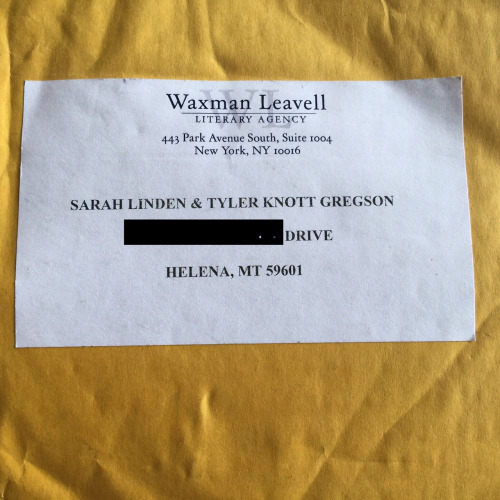 Waxman Leavell
LITERARY AGENCY
443 Park Avenue South, Suite 1004
New York, NY 10016
SARAH LINDEN & TYLER KNOTT GREGSON
DRIVE
HELENA, MT 59601